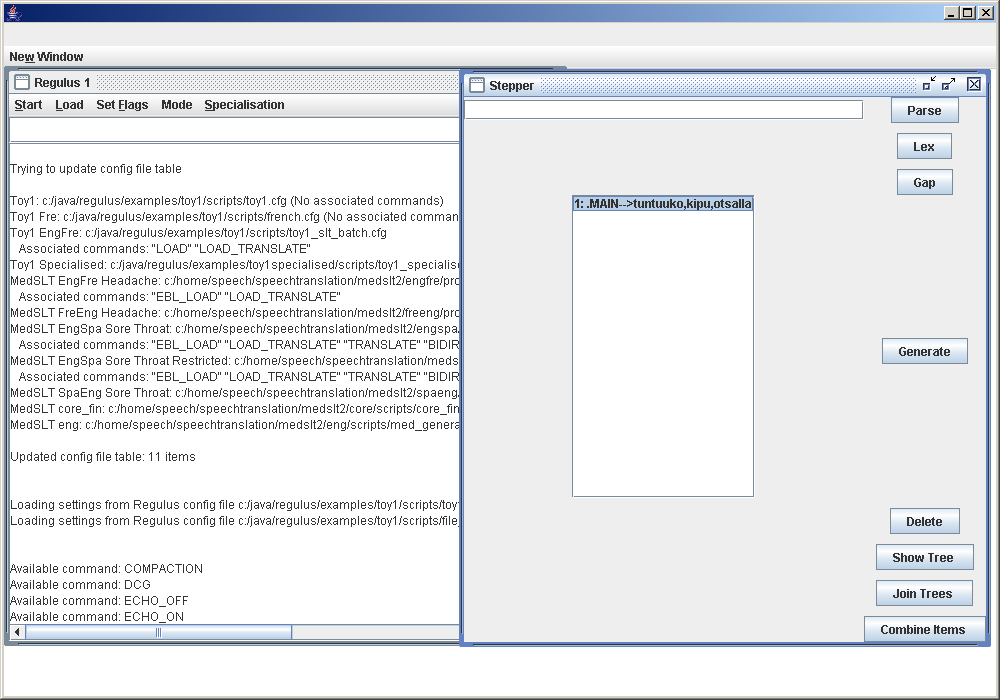 New Window
Regulus 1
Start Load Set Flags Mode Specialisation
Trying to update config file table
Toy1: c:/java/regulus/examples/toy1/scripts/toy1.cfg (No associated commands)
Toy1 Fre: c:/java/regulus/examples/toy1/scripts/french.cfg (No associated comman
Toy1 EngFre: c:/java/regulus/examples/toy1/scripts/toy1_slt_batch.cfg
Associated commands: "LOAD" "LOAD_TRANSLATE"
Toy1 Specialised: c:/java/regulus/examples/toy1specialised/scripts/toy1_specialise
MedSLT EngFre Headache: c:/home/speech/speechtranslation/medslt2/engfre/pro
Associated commands: "EBL_LOAD" "LOAD_TRANSLATE"
MedSLT FreEng Headache: c:/home/speech/speechtranslation/medslt2/freeng/pro
MedSLT EngSpa Sore Throat: c:/home/speech/speechtranslation/medslt2/engspa/
Associated commands: "EBL_LOAD" "LOAD_TRANSLATE" "TRANSLATE" "BIDIR
MedSLT EngSpa Sore Throat Restricted: c:/home/speech/speechtranslation/meds
Associated commands: "EBL_LOAD" "LOAD_TRANSLATE" "TRANSLATE" "BIDIR
MedSLT SpaEng Sore Throat: c:/home/speech/speechtranslation/medslt2/spaeng/
MedSLT core_fin: c:/home/speech/speechtranslation/medslt2/core/scripts/core_fin
MedSLT eng: c:/home/speech/speechtranslation/medslt2/eng/scripts/med_genera
Updated config file table: 11 items
Loading settings from Regulus config file c:/java/regulus/examples/toy1/scripts/toy
Loading settings from Regulus config file c:/java/regulus/examples/toy1/scripts/file_
Available command: COMPACTION
Available command: DCG
Available command: ECHO_OFF
Available command: ECHO_ON
Stepper
Parse
Lex
Gap
1: .MAIN-->tuntuuko,kipu,otsalla
Generate
Delete
Show Tree
Join Trees
Combine Items